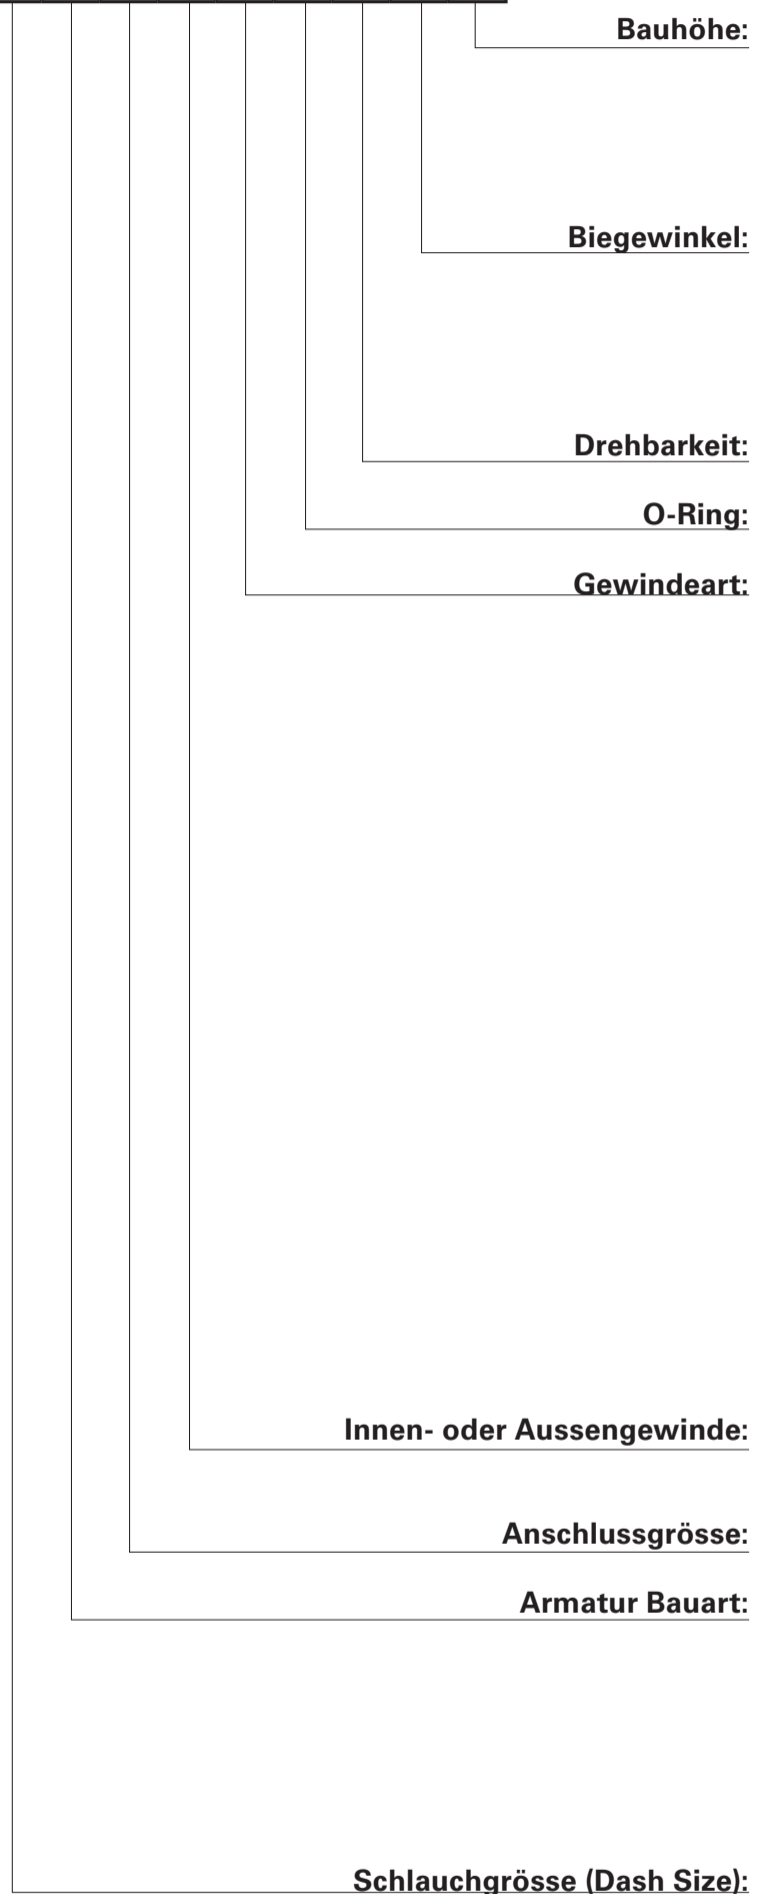 Bauhöhe:
Biegewinkel:
Drehbarkeit:
O-Ring:
Gewindeart:
Innen- oder Aussengewinde:
Anschlussgrösse:
Armatur Bauart:
Schlauchgrösse (Dash Size):